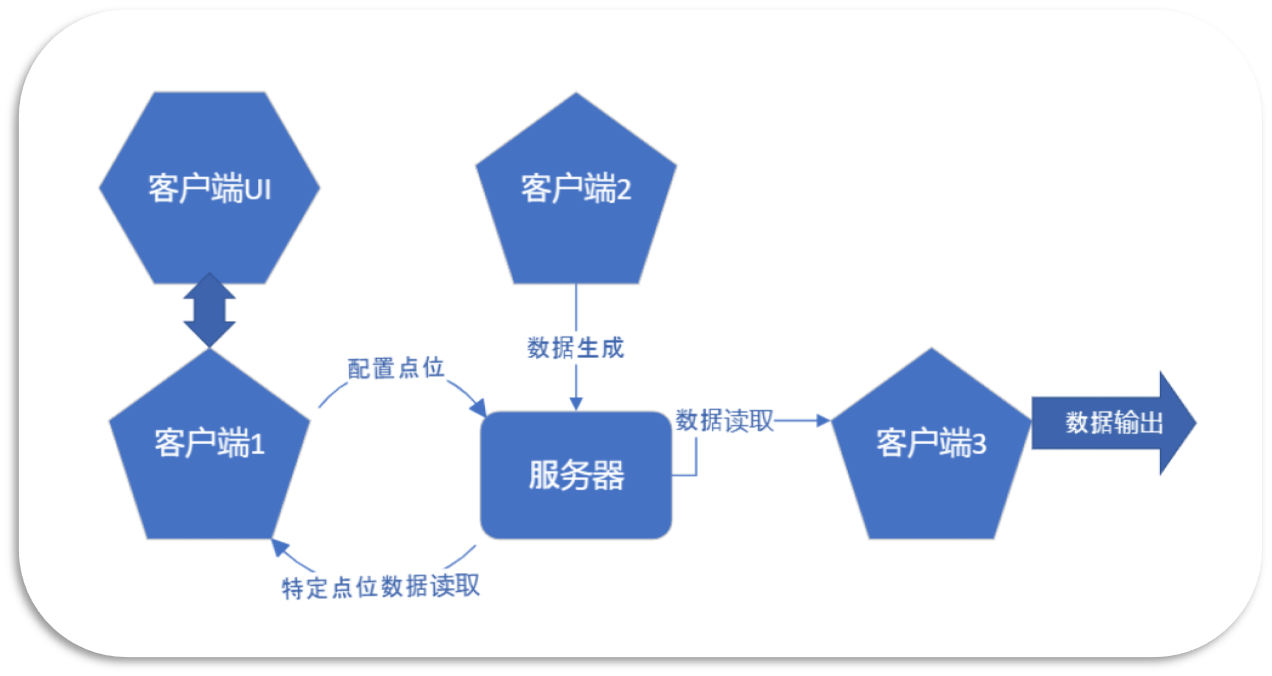 客户端UI
客户端2
数据生成
配置点位
客户端1
服务器
数据读取
客户端3
数据输出
特定点位数据读取